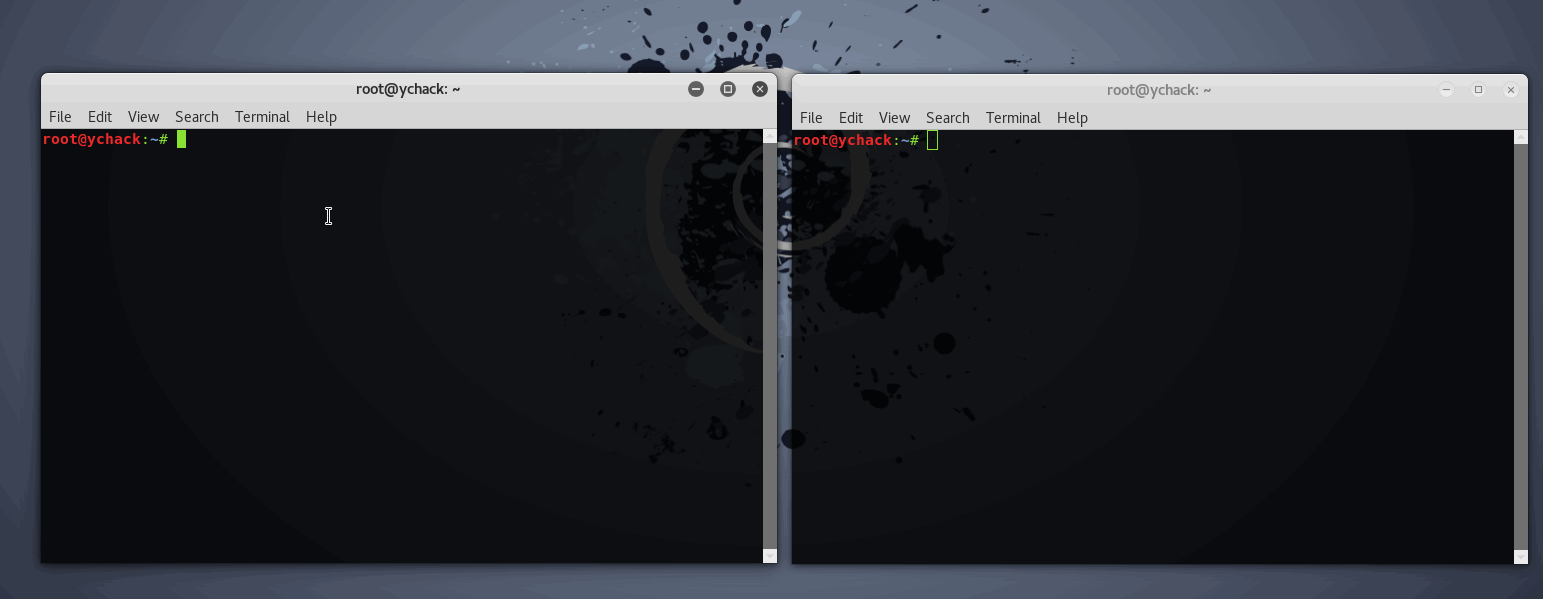 root@ychack: ~
File Edit View Search Terminal Help
root@ychack:~#
root@ychack: ~
File Edit View Search Terminal Help
root@ychack:~#